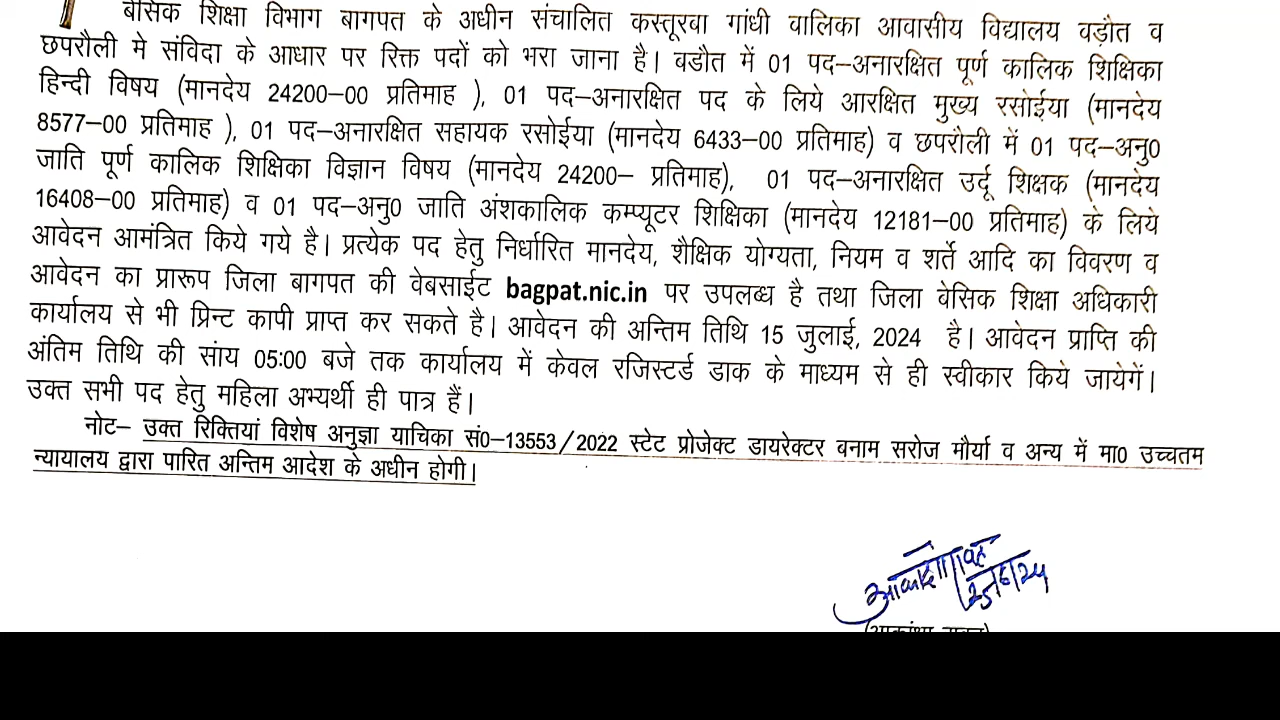 बेसिक शिक्षा विभाग बागपत के अधीन संचालित कस्तूरवा गांधी वालिका आवासीय विद्यालय वड़ौत व
छपरौली मे संविदा के आधार पर रिक्त पदों को भरा जाना है। बडौत में 01 पद–अनारक्षित पूर्ण कालिक शिक्षिका
हिन्दी विषय (मानदेय 24200–00 प्रतिमाह ), 01 पद–अनारक्षित पद के लिये आरक्षित मुख्य रसोईया (मानदेय
8577–00 प्रतिमाह ), 01 पद–अनारक्षित सहायक रसोईया (मानदेय 6433–00 प्रतिमाह) व छपरौली में 01 पद–अनु0
जाति पूर्ण कालिक शिक्षिका विज्ञान विषय (मानदेय 24200– प्रतिमाह), 01 पद–अनारक्षित उर्दू शिक्षक (मानदेय
16408–00 प्रतिमाह) व 01 पद–अनु0 जाति अंशकालिक कम्प्यूटर शिक्षिका (मानदेय 12181–00 प्रतिमाह) के लिये
आवेदन आमंत्रित किये गये है। प्रत्येक पद हेतु निर्धारित मानदेय, शैक्षिक योग्यता, नियम व शर्ते आदि का विवरण व
आवेदन का प्रारूप जिला बागपत की वेबसाईट bagpat.nic.in पर उपलब्ध है तथा जिला वेसिक शिक्षा अधिकारी
कार्यालय से भी प्रिन्ट कापी प्राप्त कर सकते है। आवेदन की अन्तिम तिथि 15 जुलाई, 2024 है। आवेदन प्राप्ति की
अंतिम तिथि की सांय 05:00 बजे तक कार्यालय में केवल रजिस्टर्ड डाक के माध्यम से ही स्वीकार किये जायेगें।
उक्त सभी पद हेतु महिला अभ्यर्थी ही पात्र हैं।
नोट– उक्त रिक्तियां विशेष अनुज्ञा याचिका सं0–13553/2022 स्टेट प्रोजेक्ट डायरेक्टर बनाम सरोज मौर्या व अन्य में मा0 उच्चतम
न्यायालय द्वारा पारित अन्तिम आदेश के अधीन होगी।